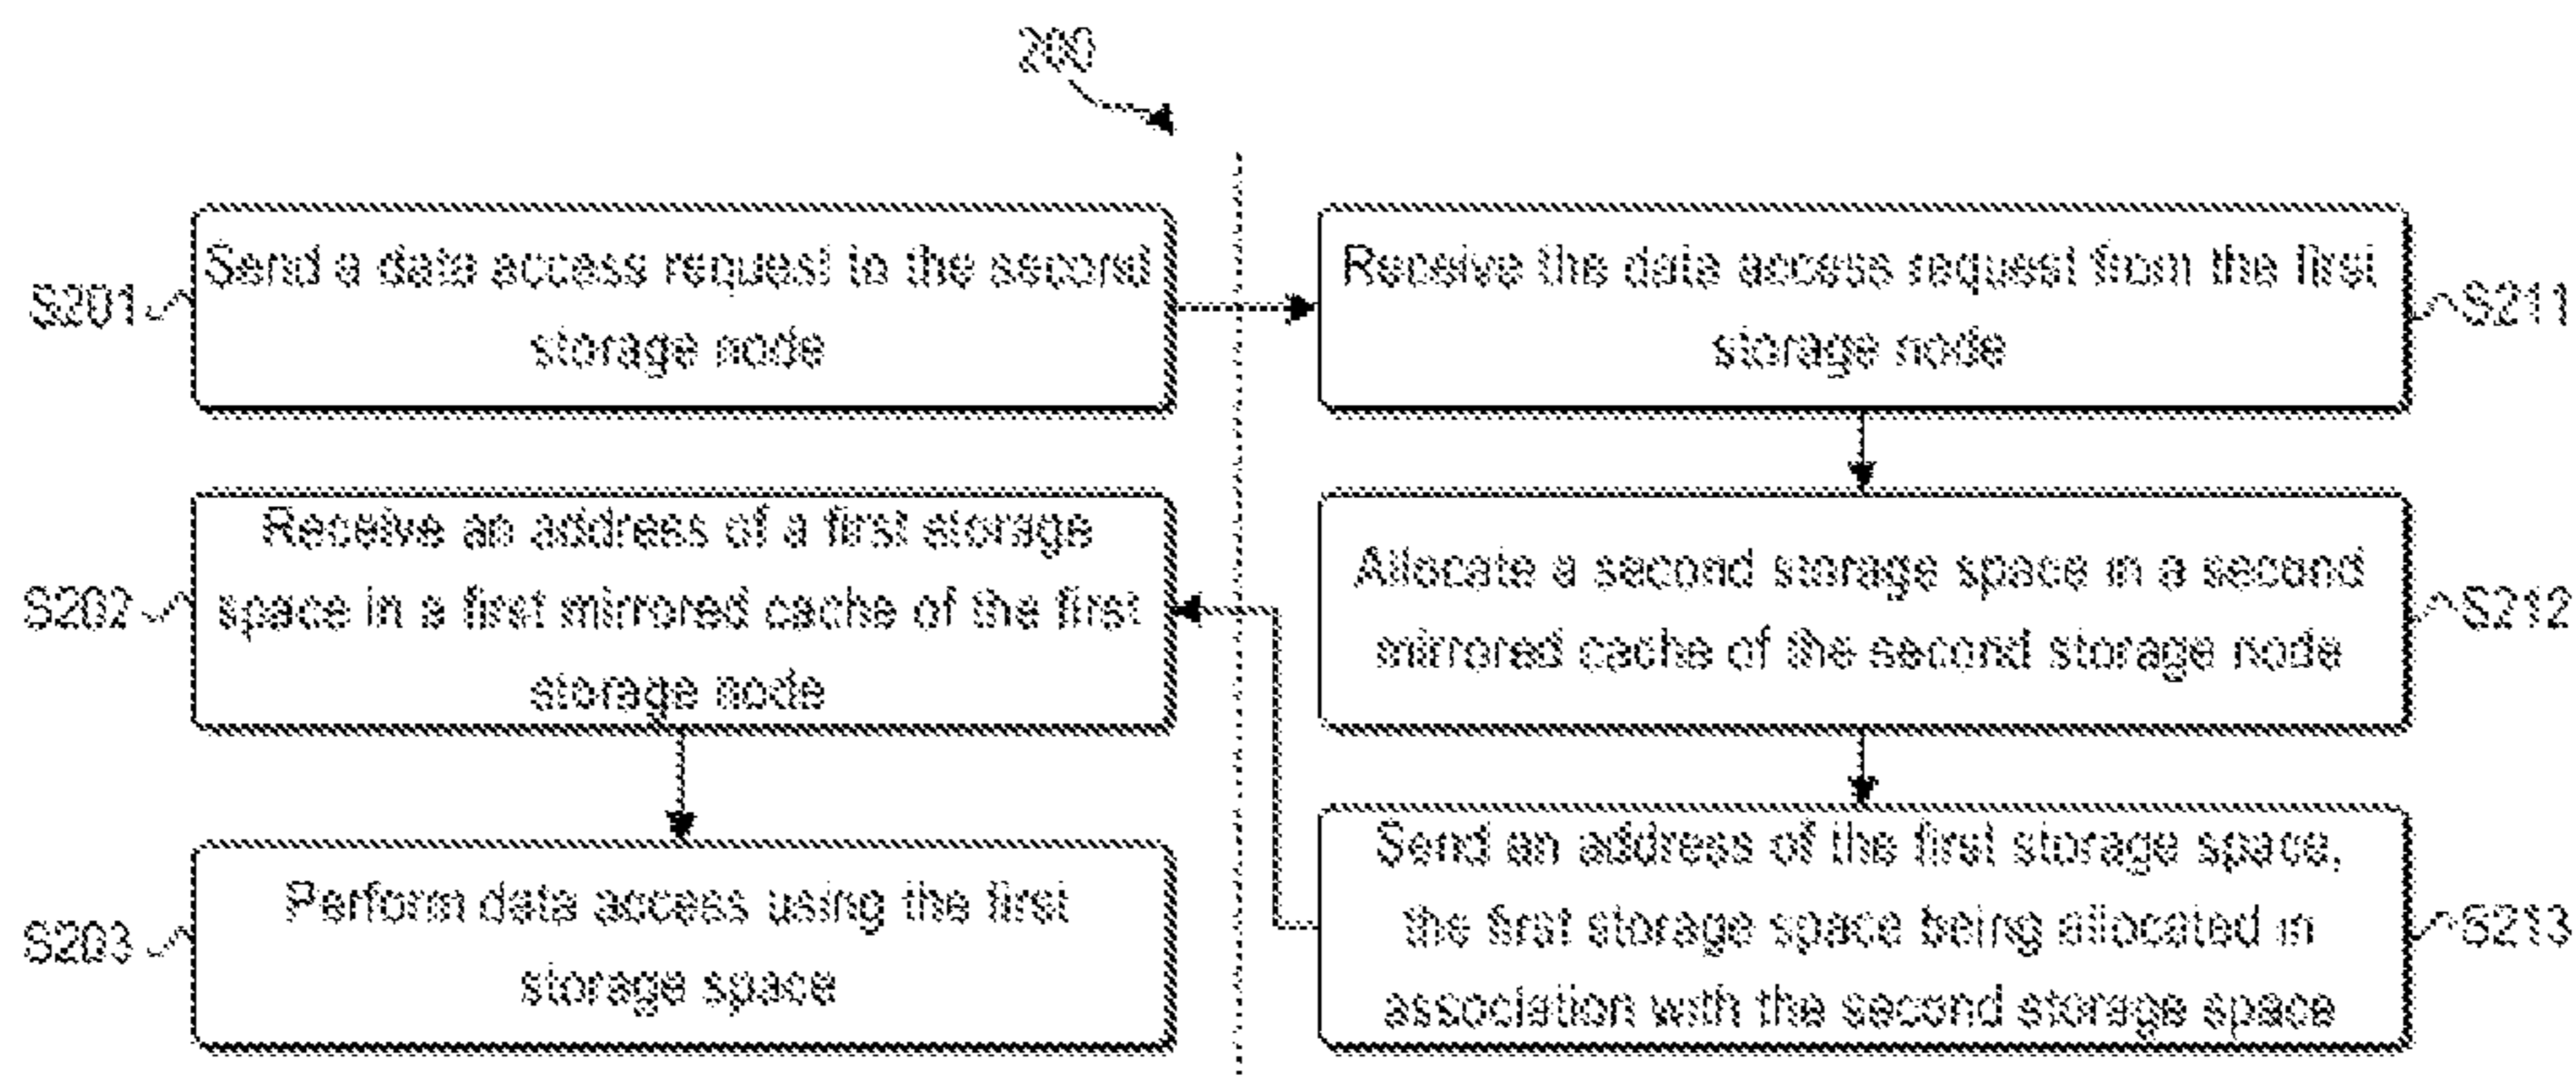 200
S201
Send a data access request to the second
storage node
Receive the data access request from the first
storage node
S211
S202
Receive an address of a first storage
space in a first mirrored cache of the first
storage node
Allocate a second storage space in a second
mirrored cache of the second storage node
S212
S203
Perform data access using the first
storage space
Send an address of the first storage space,
the first storage space being allocated in
association with the second storage space
S213